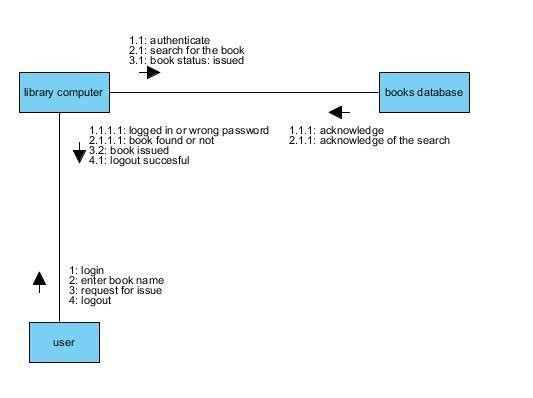 1.1: authenticate
2.1: search for the book
3.1: book status: issued
library computer
books database
1.1.1.1: logged in or wrong password
2.1.1.1: book found or not
3.2: book issued
4.1: logout succesful
1.1.1: acknowledge
2.1.1: acknowledge of the search
1: login
2: enter book name
3: request for issue
4: logout
user